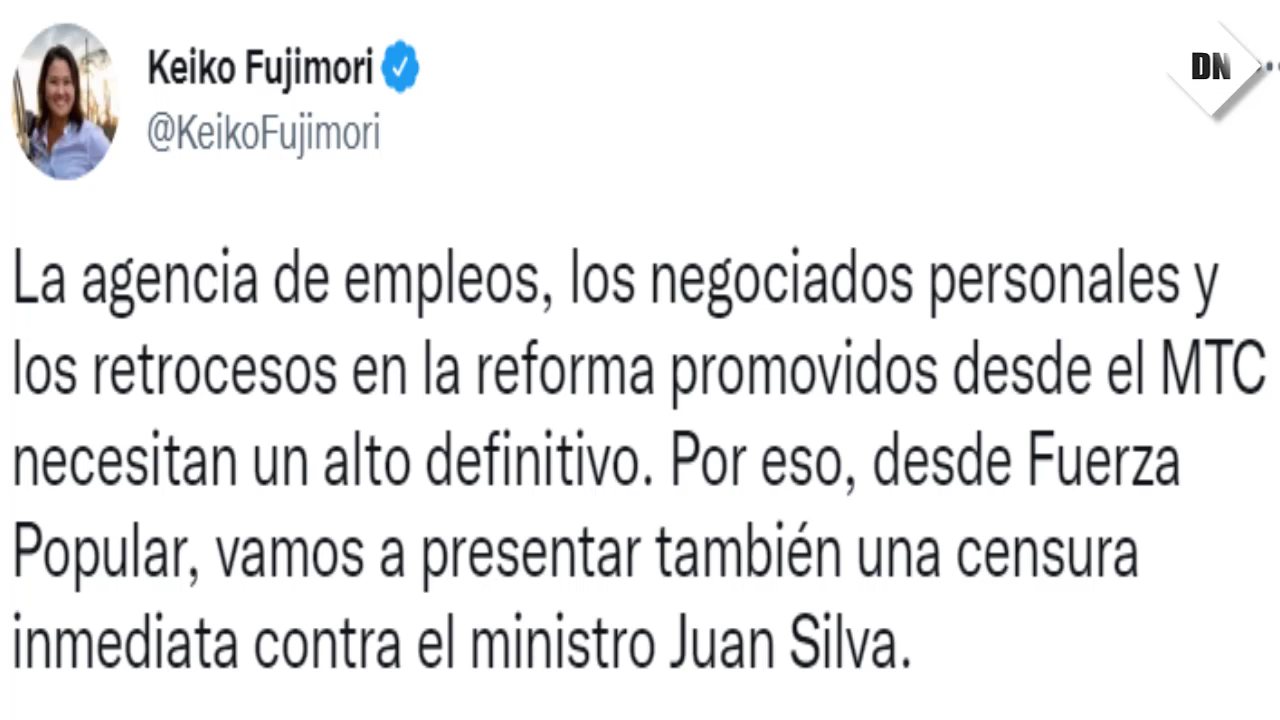 Keiko Fujimori
DN
@KeikoFujimori
La agencia de empleos, los negociados personales y
los retrocesos en la reforma promovidos desde el MTC
necesitan un alto definitivo. Por eso, desde Fuerza
Popular, vamos a presentar también una censura
inmediata contra el ministro Juan Silva.